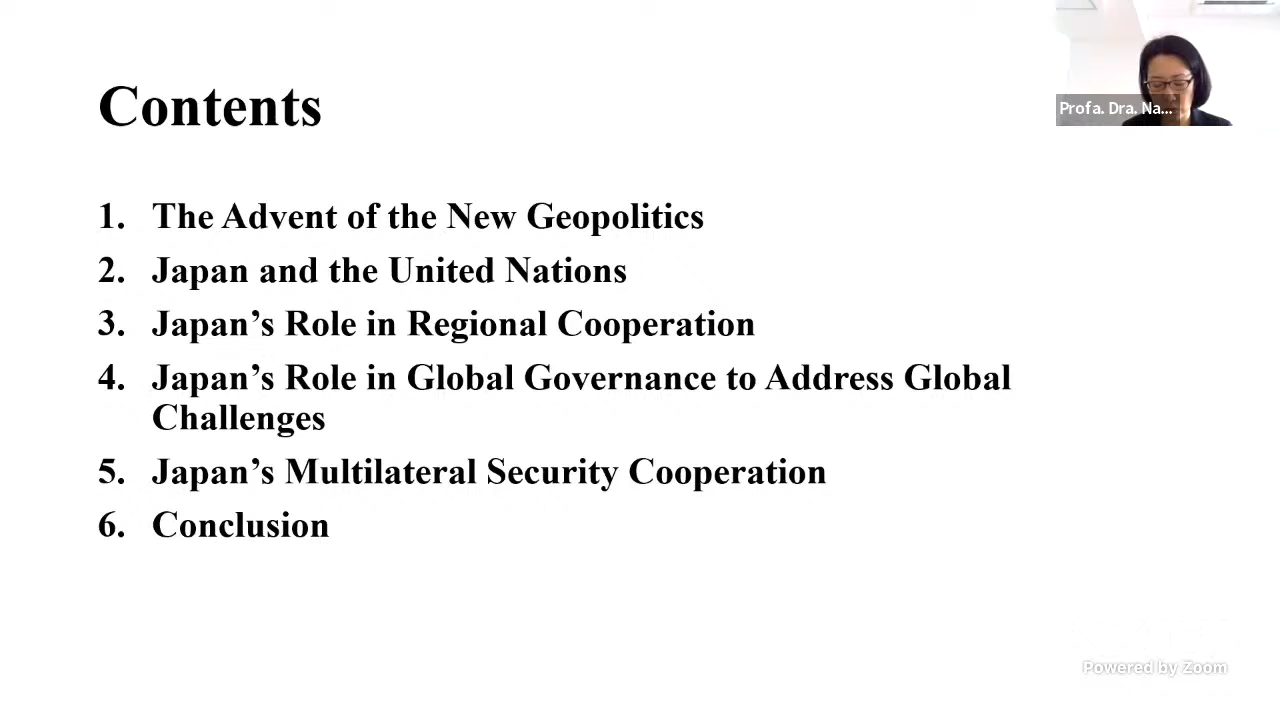 Contents
Profa. Dra. Na...
1. The Advent of the New Geopolitics
2. Japan and the United Nations
3. Japan’s Role in Regional Cooperation
4. Japan’s Role in Global Governance to Address Global
Challenges
5. Japan’s Multilateral Security Cooperation
6. Conclusion
Powered by Zoom